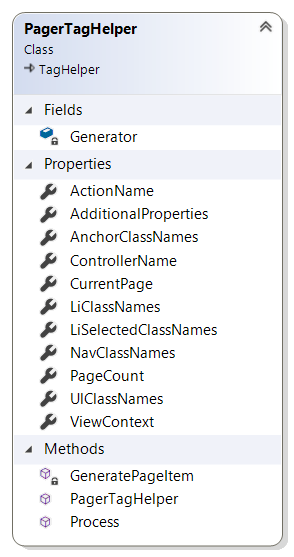 PagerTagHelper
Class
TagHelper
Fields
Generator
Properties
ActionName
AdditionalProperties
AnchorClassNames
ControllerName
CurrentPage
LiClassNames
LiSelectedClassNames
NavClassNames
PageCount
UlClassNames
ViewContext
Methods
GeneratePageItem
PagerTagHelper
Process